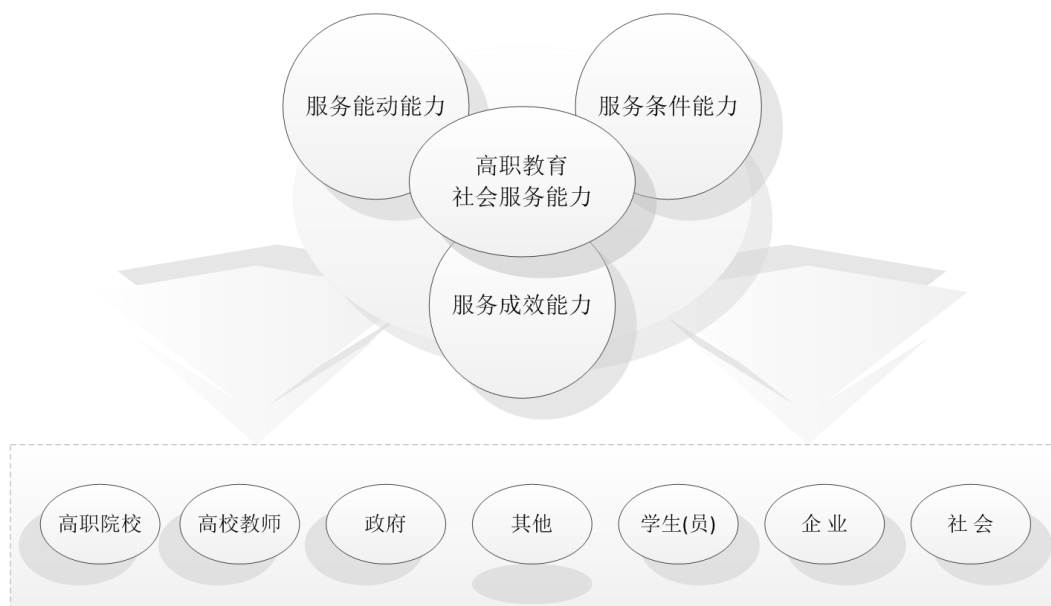 服务能动能力
服务条件能力
高职教育
社会服务能力
服务成效能力
高职院校
高校教师
政府
其他
学生(员)
企 业
社 会